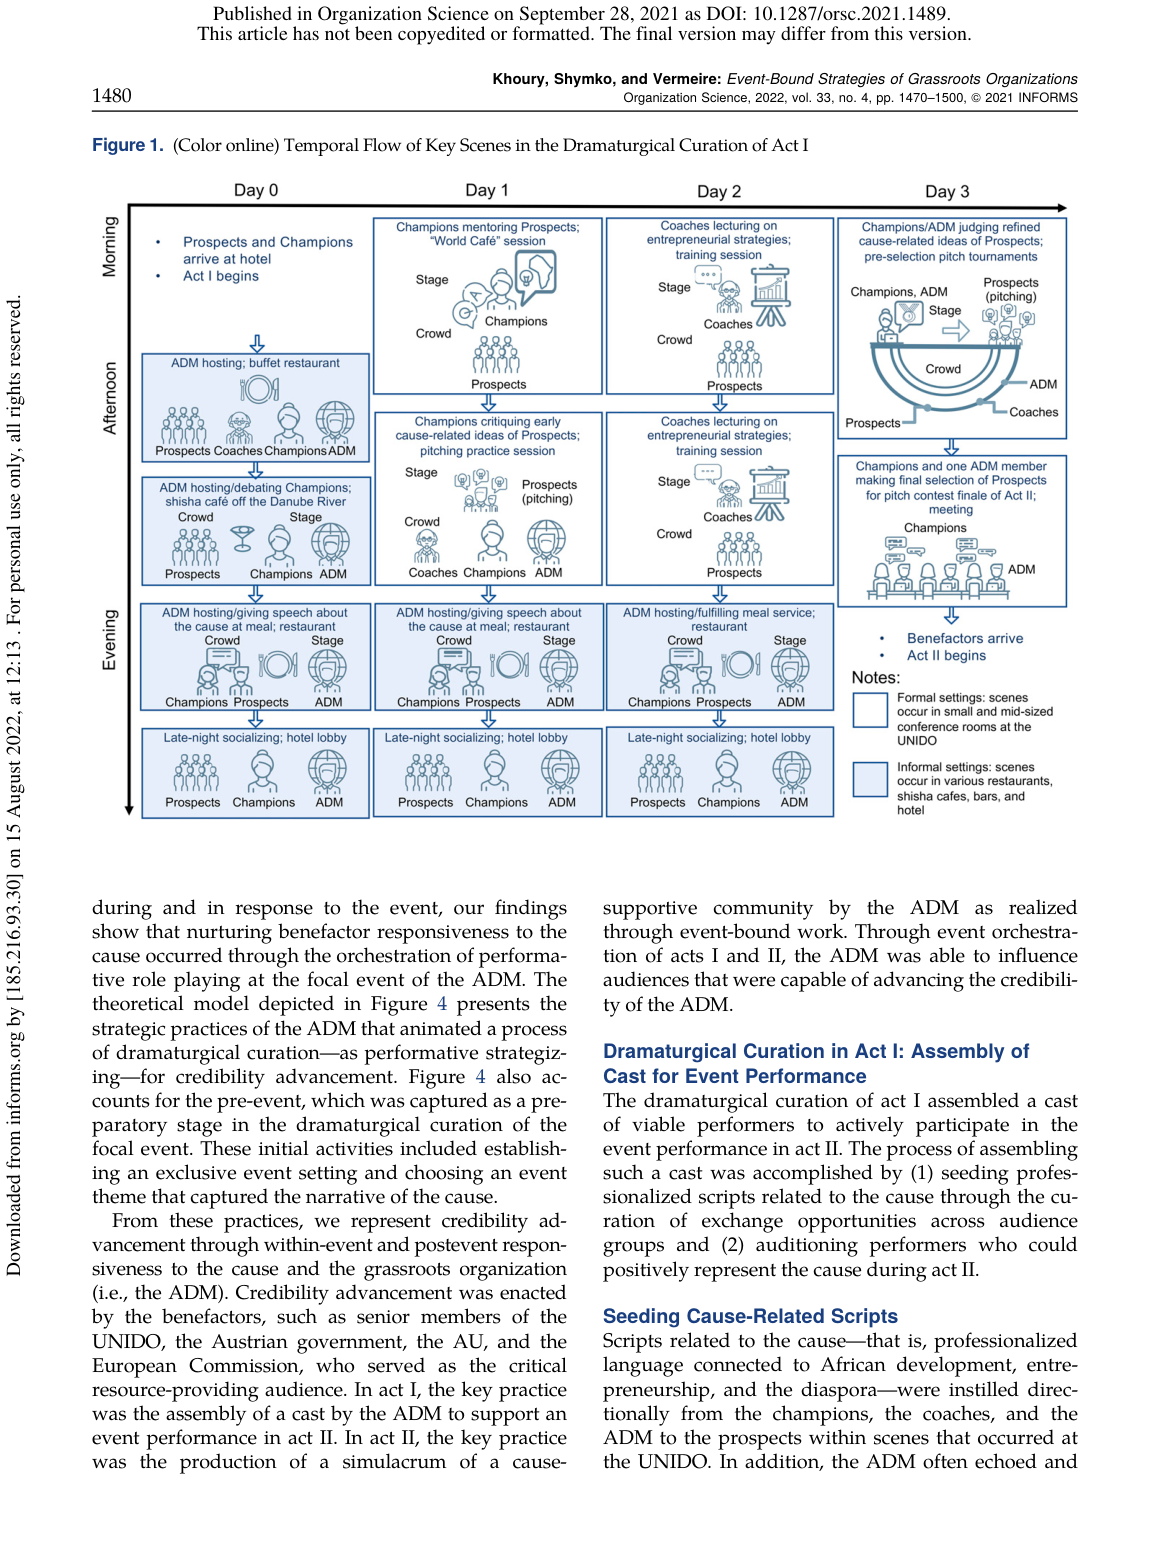 Published in Organization Science on September 28, 2021 as DOI: 10.1287/orsc.2021.1489.
This article has not been copyedited or formatted. The final version may differ from this version.
Khoury, Shymko, and Vermeire: Event-Bound Strategies of Grassroots Organizations
1480
Organization Science, 2022, vol. 33, no. 4, pp. 1470–1500, © 2021 INFORMS
Figure 1. (Color online) Temporal Flow of Key Scenes in the Dramaturgical Curation of Act I
Day 0
Day 1
Day 2
Day 3
Morning
Afternoon
Evening
• Prospects and Champions
arrive at hotel
• Act I begins
ADM hosting; buffet restaurant
Prospects Coaches Champions ADM
ADM hosting/debating Champions;
shisha café off the Danube River
Crowd
Stage
Prospects
Champions ADM
ADM hosting/giving speech about
the cause at meal; restaurant
Crowd
Stage
Champions Prospects
ADM
Late-night socializing; hotel lobby
Prospects Champions
ADM
Champions mentoring Prospects;
"World Café" session
Stage
Champions
Crowd
Prospects
Champions critiquing early
cause-related ideas of Prospects;
pitching practice session
Stage
Prospects
(pitching)
Crowd
Coaches Champions ADM
ADM hosting/giving speech about
the cause at meal; restaurant
Crowd
Stage
Champions Prospects
ADM
Late-night socializing; hotel lobby
Prospects Champions
ADM
Coaches lecturing on
entrepreneurial strategies;
training session
Stage
Coaches
Crowd
Prospects
Coaches lecturing on
entrepreneurial strategies;
training session
Stage
Coaches
Crowd
Prospects
ADM hosting/fulfilling meal service;
restaurant
Crowd
Stage
Champions Prospects
ADM
Late-night socializing; hotel lobby
Prospects Champions
ADM
Champions/ADM judging refined
cause-related ideas of Prospects;
pre-selection pitch tournaments
Champions, ADM
Prospects
(pitching)
Stage
Crowd
ADM
Coaches
Prospects
Champions and one ADM member
making final selection of Prospects
for pitch contest finale of Act II;
meeting
Champions
ADM
• Benefactors arrive
• Act II begins
Notes:
Formal settings: scenes
occur in small and mid-sized
conference rooms at the
UNIDO
Informal settings: scenes
occur in various restaurants,
shisha cafes, bars, and
hotel
during and in response to the event, our findings
show that nurturing benefactor responsiveness to the
cause occurred through the orchestration of performa-
tive role playing at the focal event of the ADM. The
theoretical model depicted in Figure 4 presents the
strategic practices of the ADM that animated a process
of dramaturgical curation—as performative strategiz-
ing—for credibility advancement. Figure 4 also ac-
counts for the pre-event, which was captured as a pre-
paratory stage in the dramaturgical curation of the
focal event. These initial activities included establish-
ing an exclusive event setting and choosing an event
theme that captured the narrative of the cause.
From these practices, we represent credibility ad-
vancement through within-event and postevent respon-
siveness to the cause and the grassroots organization
(i.e., the ADM). Credibility advancement was enacted
by the benefactors, such as senior members of the
UNIDO, the Austrian government, the AU, and the
European Commission, who served as the critical
resource-providing audience. In act I, the key practice
was the assembly of a cast by the ADM to support an
event performance in act II. In act II, the key practice
was the production of a simulacrum of a cause-
supportive community by the ADM as realized
through event-bound work. Through event orchestra-
tion of acts I and II, the ADM was able to influence
audiences that were capable of advancing the credibili-
ty of the ADM.
Dramaturgical Curation in Act I: Assembly of
Cast for Event Performance
The dramaturgical curation of act I assembled a cast
of viable performers to actively participate in the
event performance in act II. The process of assembling
such a cast was accomplished by (1) seeding profes-
sionalized scripts related to the cause through the cu-
ration of exchange opportunities across audience
groups and (2) auditioning performers who could
positively represent the cause during act II.
Seeding Cause-Related Scripts
Scripts related to the cause—that is, professionalized
language connected to African development, entre-
preneurship, and the diaspora—were instilled direc-
tionally from the champions, the coaches, and the
ADM to the prospects within scenes that occurred at
the UNIDO. In addition, the ADM often echoed and
Downloaded from informs.org by [185.216.93.30] on 15 August 2022, at 12:13 . For personal use only, all rights reserved.